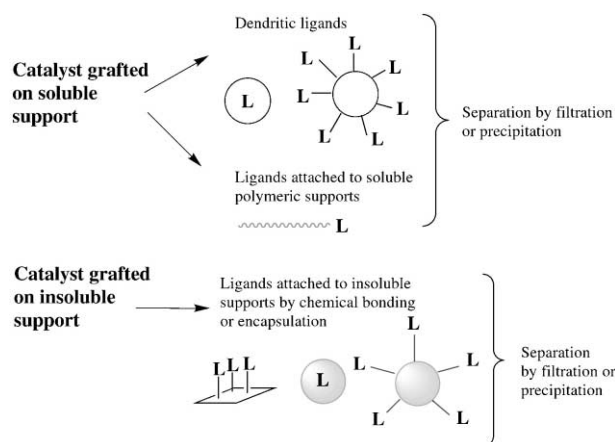 Dendritic ligands
Catalyst grafted
on soluble
support
L
L
L
L
L
L
L
L
L
Separation by filtration
or precipitation
Ligands attached to soluble
polymeric supports
L
Catalyst grafted
on insoluble
support
Ligands attached to insoluble
supports by chemical bonding
or encapsulation
L L L
L
L
L
L
L
L
Separation
by filtration or
precipitation